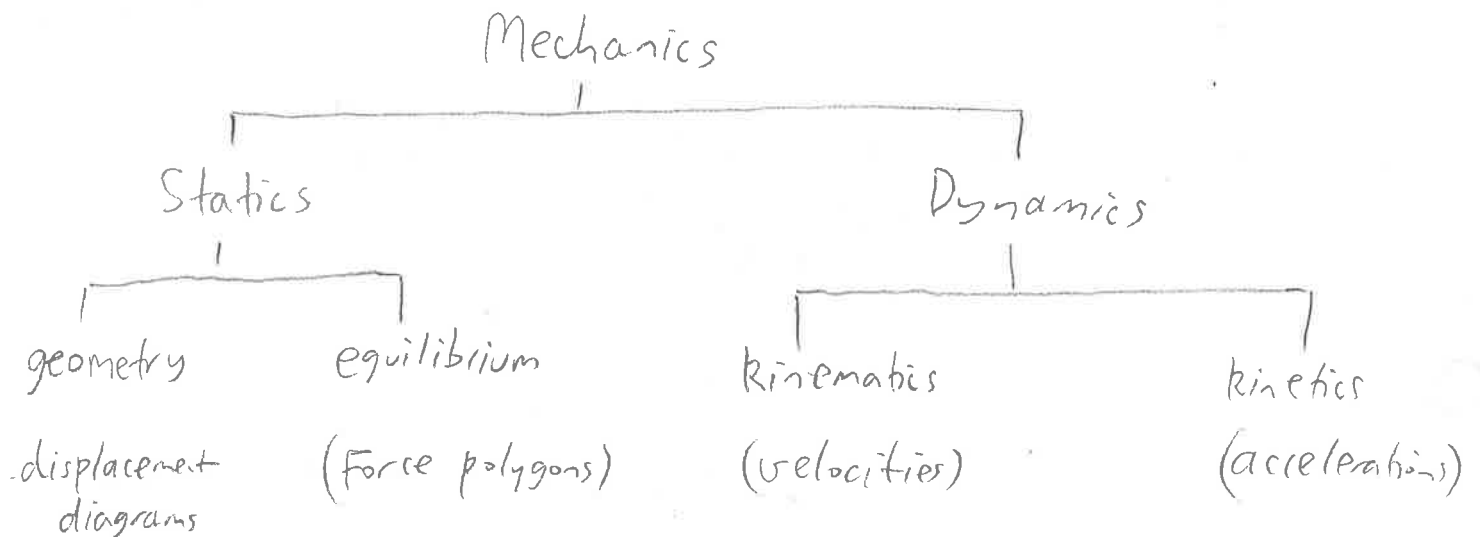 Mechanics
Statics Dynamics
geometry equilibrium kinematics kinetics
displacement (Force polygons) (velocities) (accelerations)
diagrams